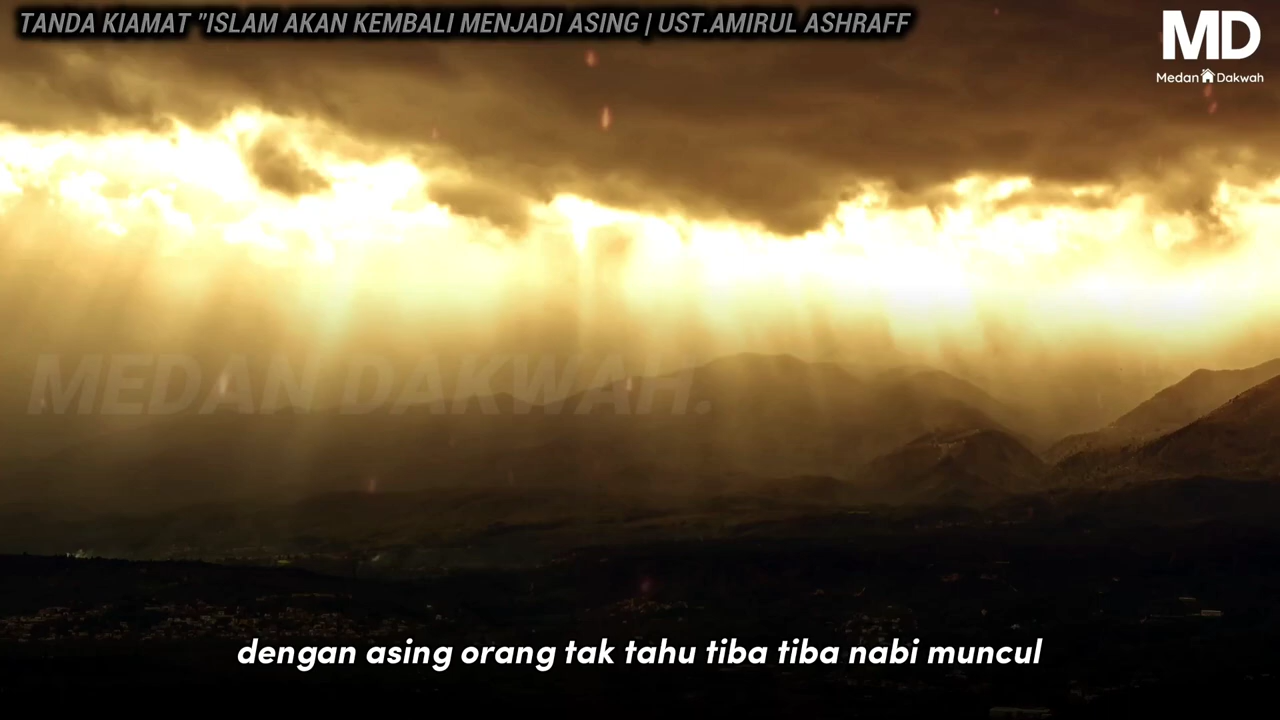 TANDA KIAMAT "ISLAM AKAN KEMBALI MENJADI ASING | UST.AMIRUL ASHRAFF
MD
Medan Dakwah
MEDAN DAKWAH.
dengan asing orang tak tahu tiba tiba nabi muncul